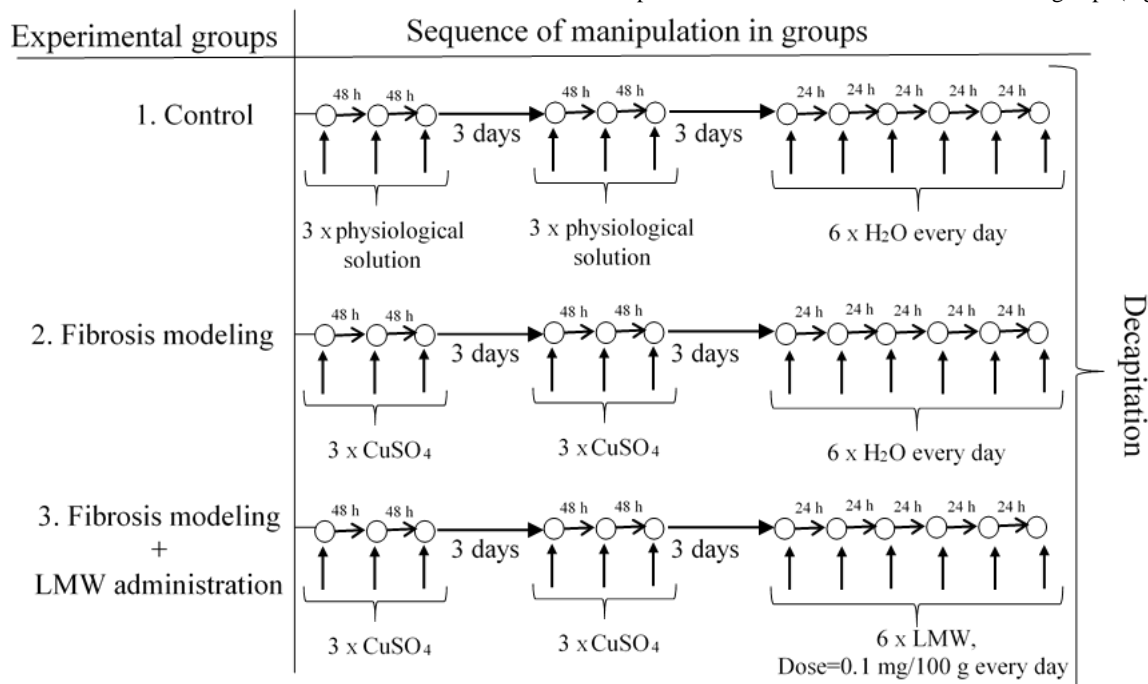 Experimental groups
Sequence of manipulation in groups
1. Control
48 h 48 h
3 days
48 h 48 h
3 days
24 h 24 h 24 h 24 h 24 h
3 x physiological
solution
3 x physiological
solution
6 x H₂O every day
2. Fibrosis modeling
48 h 48 h
3 days
48 h 48 h
3 days
24 h 24 h 24 h 24 h 24 h
3 x CuSO₄
3 x CuSO₄
6 x H₂O every day
3. Fibrosis modeling
+
LMW administration
48 h 48 h
3 days
48 h 48 h
3 days
24 h 24 h 24 h 24 h 24 h
3 x CuSO₄
3 x CuSO₄
6 x LMW,
Dose=0.1 mg/100 g every day
Decapitation